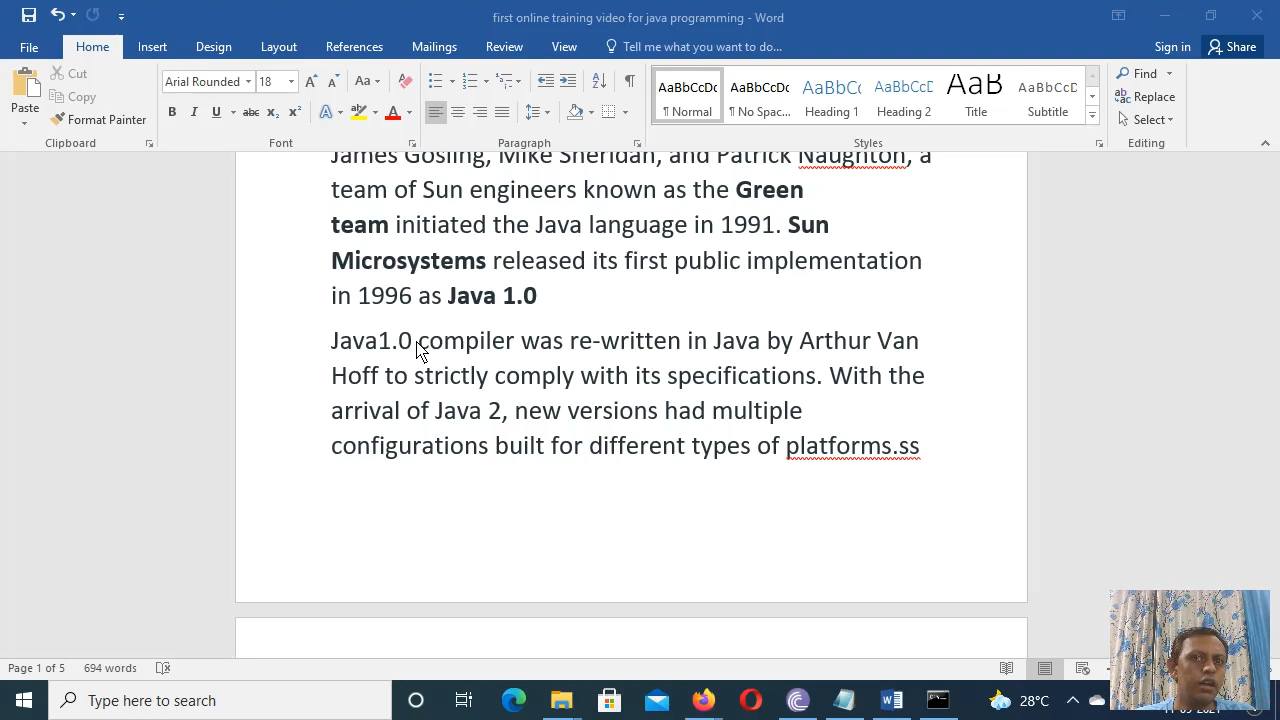 first online training video for java programming - Word
File Home Insert Design Layout References Mailings Review View Tell me what you want to do... Sign in Share
Paste
Cut
Copy
Format Painter
Clipboard
Arial Rounded 18
Font
Paragraph
AaBbCcDc AaBbCcDc AaBbCc AaBbCcD AaB AaBbCcD
¶ Normal ¶ No Spac... Heading 1 Heading 2 Title Subtitle
Styles
Find
Replace
Select
Editing
James Gosling, Mike Sheridan, and Patrick Naughton, a
team of Sun engineers known as the Green
team initiated the Java language in 1991. Sun
Microsystems released its first public implementation
in 1996 as Java 1.0
Java1.0 compiler was re-written in Java by Arthur Van
Hoff to strictly comply with its specifications. With the
arrival of Java 2, new versions had multiple
configurations built for different types of platforms.ss
Page 1 of 5 694 words
Type here to search
28°C